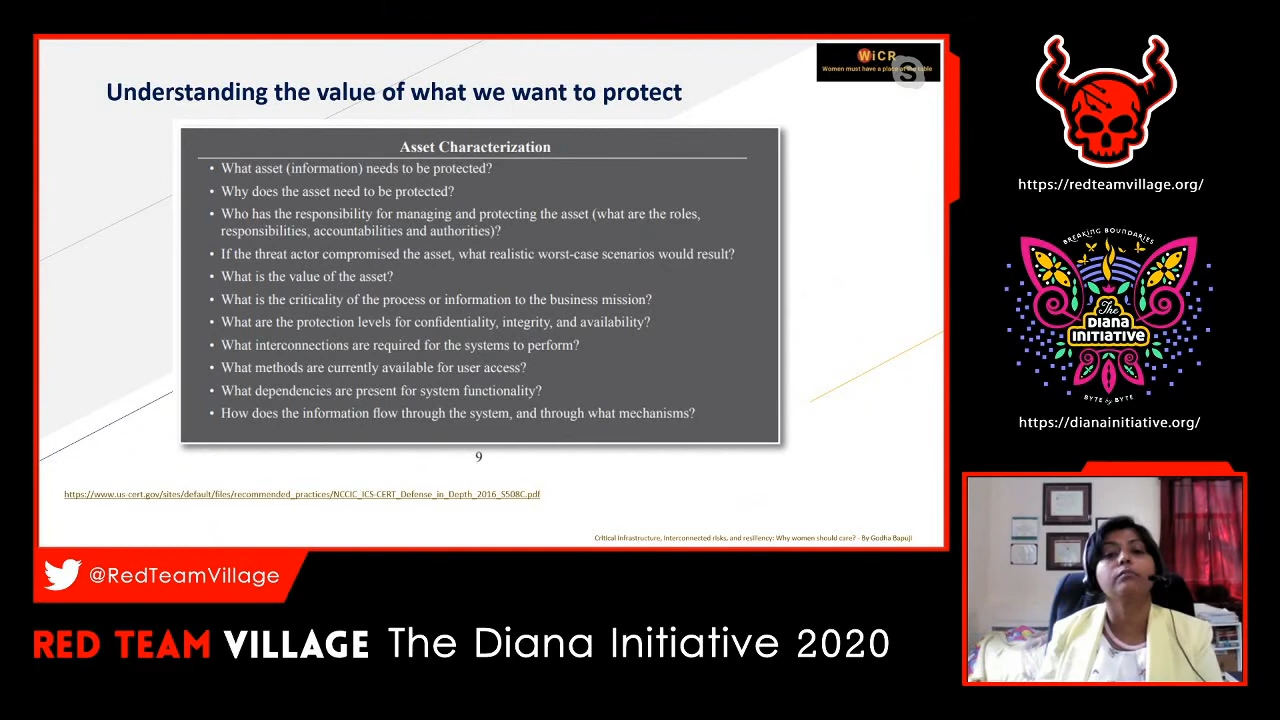 WiCR
Women must have a place at the table
Understanding the value of what we want to protect
Asset Characterization
• What asset (information) needs to be protected?
• Why does the asset need to be protected?
• Who has the responsibility for managing and protecting the asset (what are the roles,
responsibilities, accountabilities and authorities)?
• If the threat actor compromised the asset, what realistic worst-case scenarios would result?
• What is the value of the asset?
• What is the criticality of the process or information to the business mission?
• What are the protection levels for confidentiality, integrity, and availability?
• What interconnections are required for the systems to perform?
• What methods are currently available for user access?
• What dependencies are present for system functionality?
• How does the information flow through the system, and through what mechanisms?
9
https://www.us-cert.gov/sites/default/files/recommended_practices/NCCIC_ICS-CERT_Defense_in_Depth_2016_S508C.pdf
Critical Infrastructure, Interconnected risks, and resiliency: Why women should care? - By Godha Bapuji
https://redteamvillage.org/
BREAKING BOUNDARIES
The
DIANA
INITIATIVE
BYTE by BYTE
https://dianainitiative.org/
@RedTeamVillage
RED TEAM VILLAGE The Diana Initiative 2020